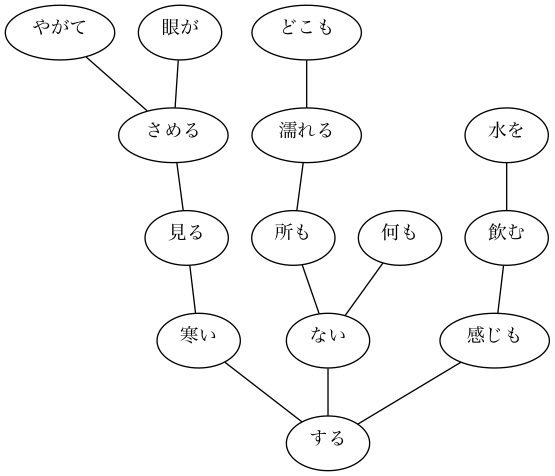 やがて
眼が
どこも
さめる
濡れる
水を
見る
所も
何も
飲む
寒い
ない
感じも
する